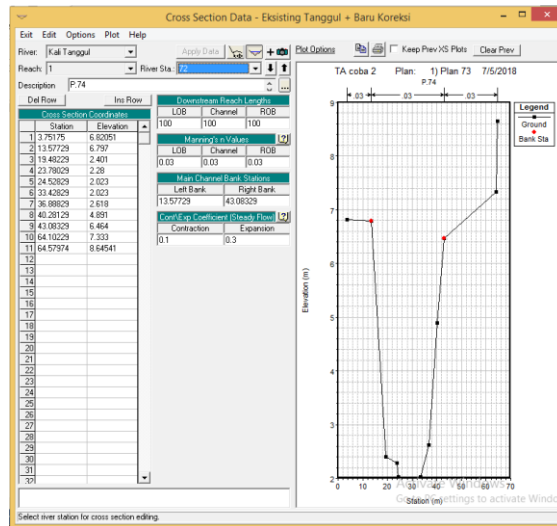 Cross Section Data - Eksisting Tanggul + Baru Koreksi
Exit Edit Options Plot Help
River: Kali Tanggul Apply Data Plot Options Keep Prev XS Plots Clear Prev
Reach: 1 River Sta.: 72
Description P.74
Del Row Ins Row
Cross Section Coordinates
Station Elevation
1 3.75175 6.82051
2 13.57729 6.797
3 19.48229 2.401
4 23.78029 2.28
5 24.52829 2.023
6 33.42829 2.023
7 36.88829 2.618
8 40.28129 4.891
9 43.08329 6.464
10 64.10229 7.333
11 64.57974 8.64541
12
13
14
15
16
17
18
19
20
21
22
23
24
25
26
27
28
29
30
31
32
Downstream Reach Lengths
LOB Channel ROB
100 100 100
Manning's n Values
LOB Channel ROB
0.03 0.03 0.03
Main Channel Bank Stations
Left Bank Right Bank
13.57729 43.08329
Cont\Exp Coefficient (Steady Flow)
Contraction Expansion
0.1 0.3
TA coba 2 Plan: 1) Plan 73 7/5/2018
P.74
.03 .03 .03
Legend
Ground
Bank Sta
Elevation (m)
9
8
7
6
5
4
3
2
0 10 20 30 40 50 60 70
Station (m)
Activate Windows
Go to PC settings to activate Windo
Select river station for cross section editing.